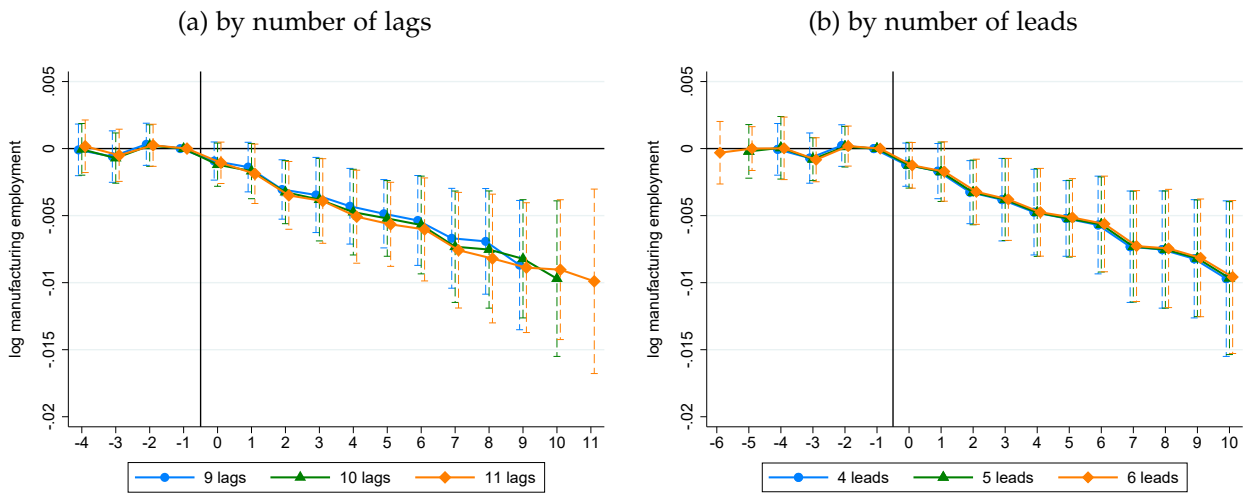 (a) by number of lags
.005
0
-.005
-.01
-.015
-.02
log manufacturing employment
-4 -3 -2 -1 0 1 2 3 4 5 6 7 8 9 10 11
9 lags 10 lags 11 lags
(b) by number of leads
.005
0
-.005
-.01
-.015
-.02
log manufacturing employment
-6 -5 -4 -3 -2 -1 0 1 2 3 4 5 6 7 8 9 10
4 leads 5 leads 6 leads